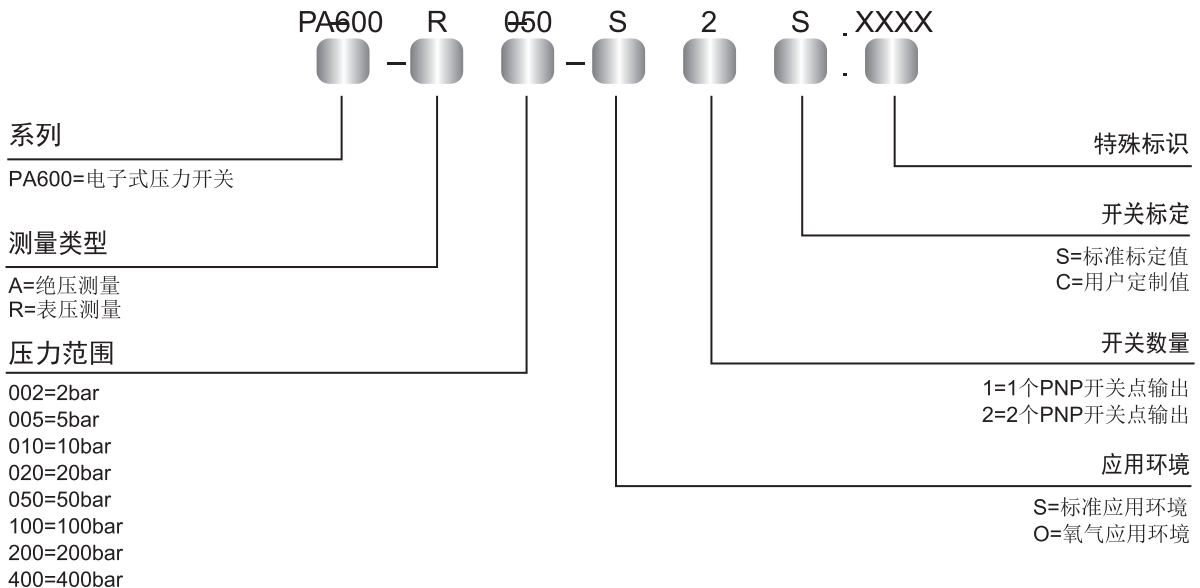 PA600 R 050 S 2 S . XXXX
– – .
系列
PA600=电子式压力开关
测量类型
A=绝压测量
R=表压测量
压力范围
002=2bar
005=5bar
010=10bar
020=20bar
050=50bar
100=100bar
200=200bar
400=400bar
特殊标识
开关标定
S=标准标定值
C=用户定制值
开关数量
1=1个PNP开关点输出
2=2个PNP开关点输出
应用环境
S=标准应用环境
O=氧气应用环境